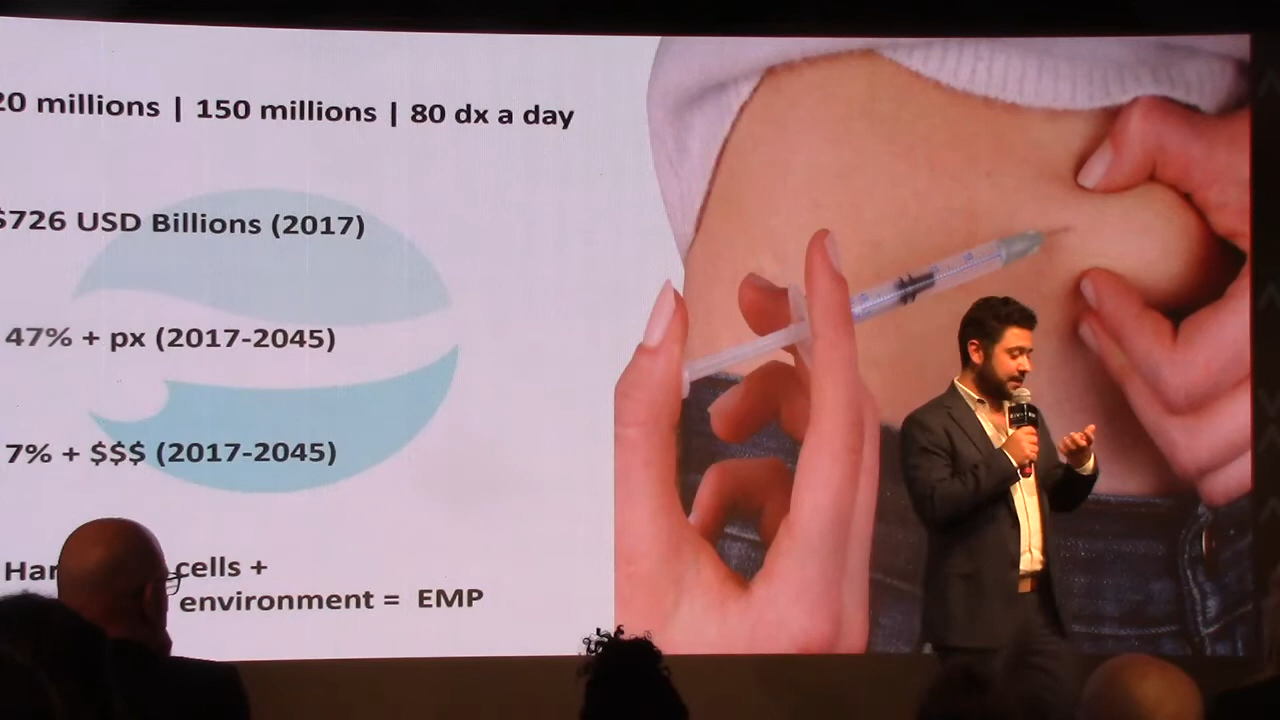 20 millions | 150 millions | 80 dx a day
$726 USD Billions (2017)
47% + px (2017-2045)
7% + $$$ (2017-2045)
cells +
environment = EMP